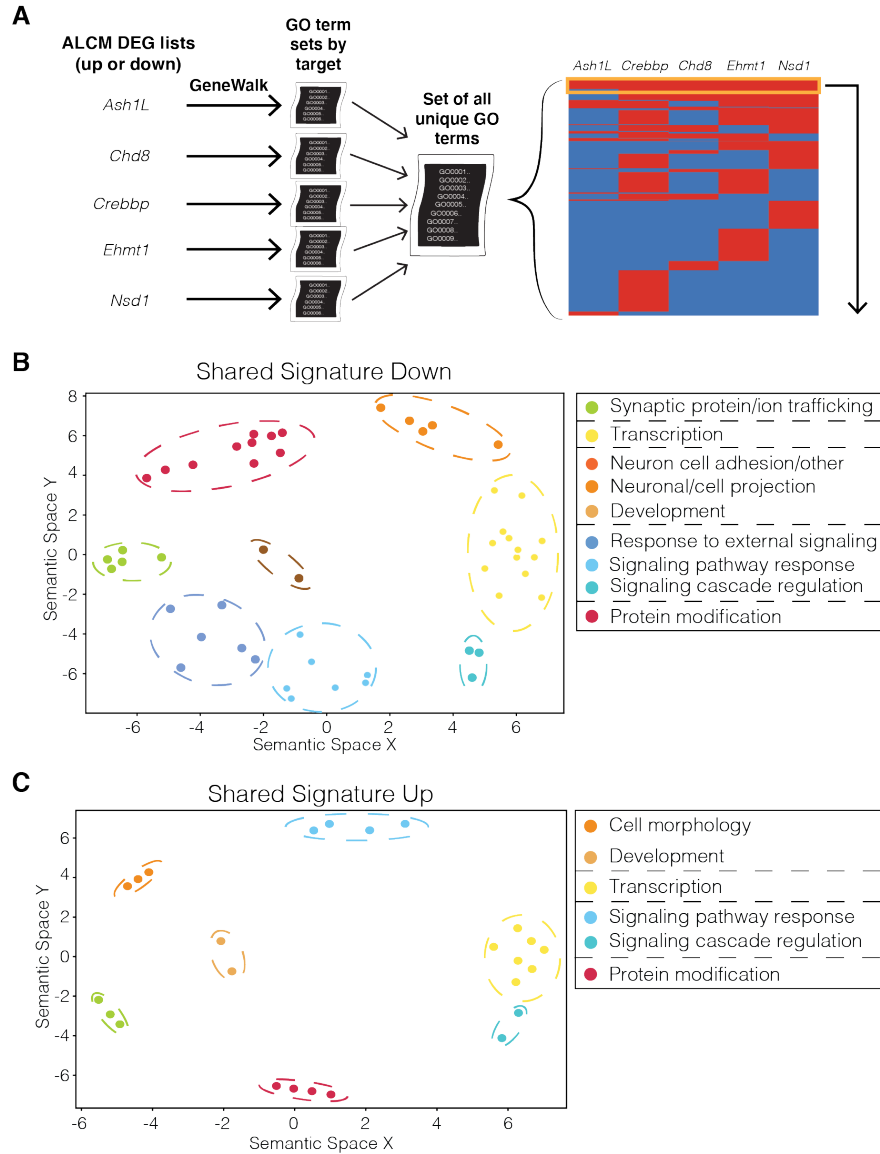 A
ALCM DEG lists
(up or down)
GO term
sets by
target
GeneWalk
Ash1L
Chd8
Crebbp
Ehmt1
Nsd1
Set of all
unique GO
terms
GO0001..
GO0002..
GO0003..
GO0004..
GO0005..
GO0006..
GO0007..
GO0008..
GO0009..
Ash1L Crebbp Chd8 Ehmt1 Nsd1
B
Shared Signature Down
Semantic Space Y
8
6
4
2
0
-2
-4
-6
-6 -4 -2 0 2 4 6
Semantic Space X
Synaptic protein/ion trafficking
Transcription
Neuron cell adhesion/other
Neuronal/cell projection
Development
Response to external signaling
Signaling pathway response
Signaling cascade regulation
Protein modification
C
Shared Signature Up
Semantic Space Y
6
4
2
0
-2
-4
-6
-6 -4 -2 0 2 4 6
Semantic Space X
Cell morphology
Development
Transcription
Signaling pathway response
Signaling cascade regulation
Protein modification